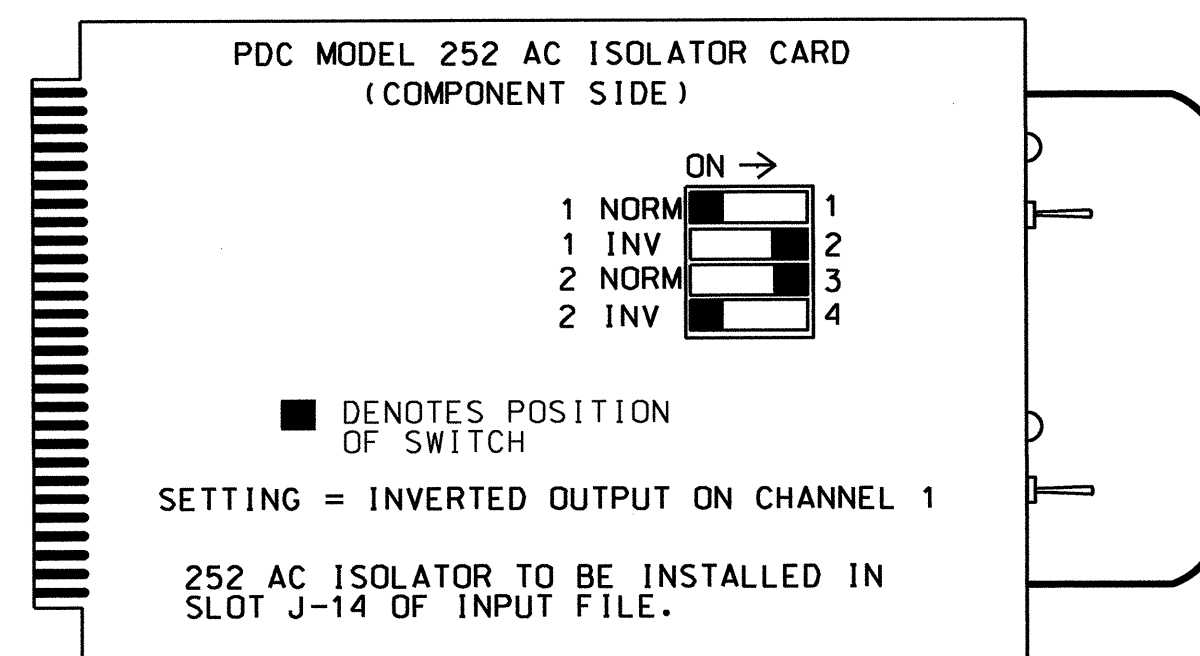 PDC MODEL 252 AC ISOLATOR CARD
(COMPONENT SIDE)
ON →
1 NORM 1
1 INV 2
2 NORM 3
2 INV 4
DENOTES POSITION
OF SWITCH
SETTING = INVERTED OUTPUT ON CHANNEL 1
252 AC ISOLATOR TO BE INSTALLED IN
SLOT J-14 OF INPUT FILE.